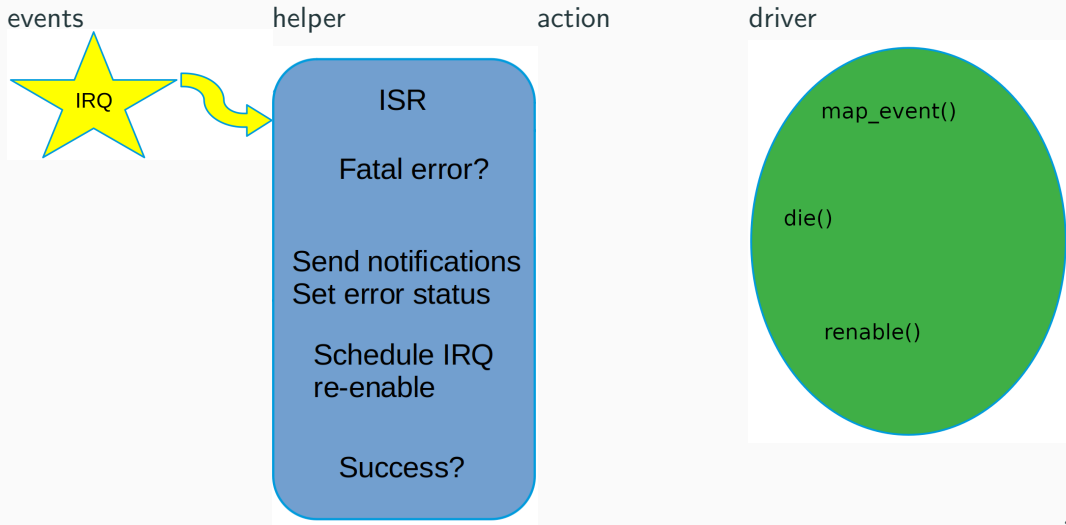 events
helper
action
driver
IRQ
ISR
map_event()
Fatal error?
die()
Send notifications
Set error status
renable()
Schedule IRQ
re-enable
Success?